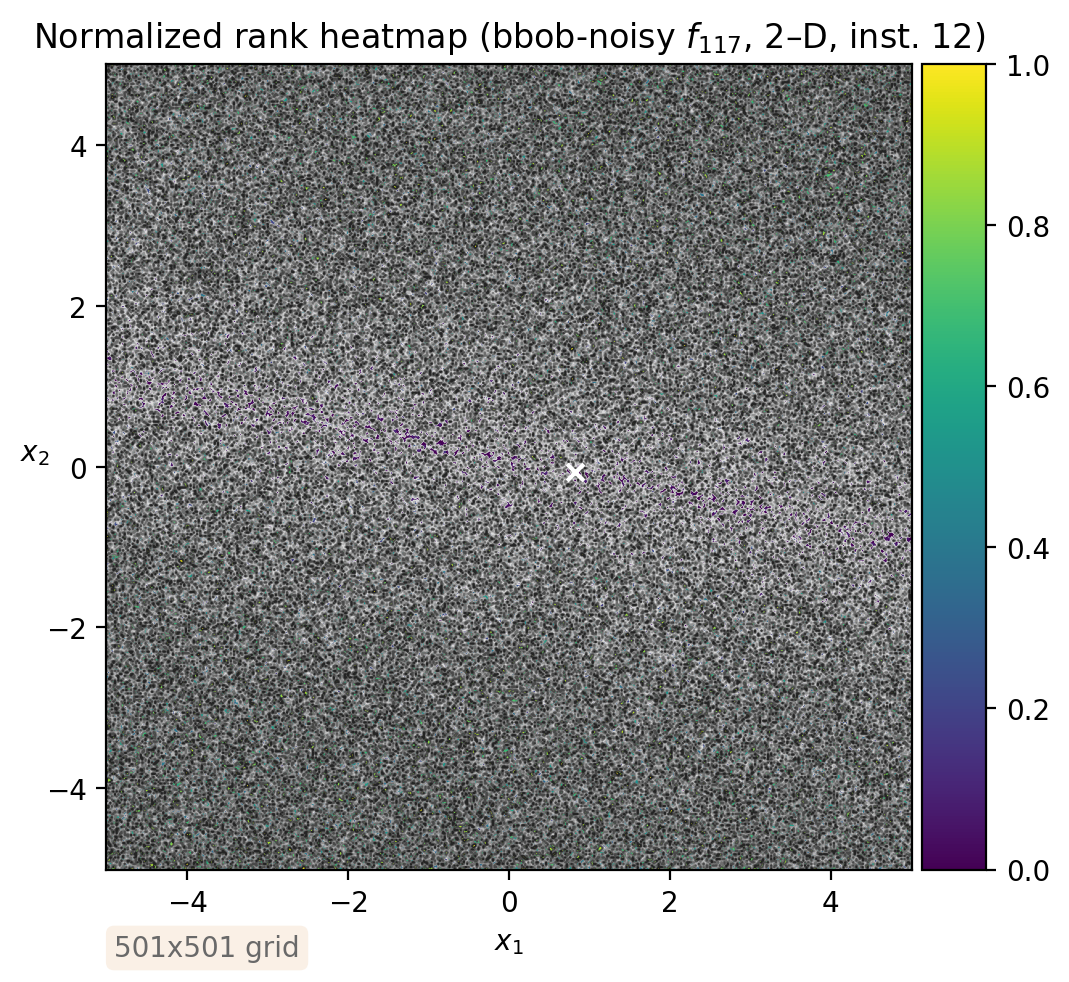 Normalized rank heatmap (bbob-noisy f₁₁₇, 2–D, inst. 12)
1.0
0.8
0.6
0.4
0.2
0.0
4
2
0
−2
−4
x₂
−4 −2 0 2 4
x₁
501x501 grid